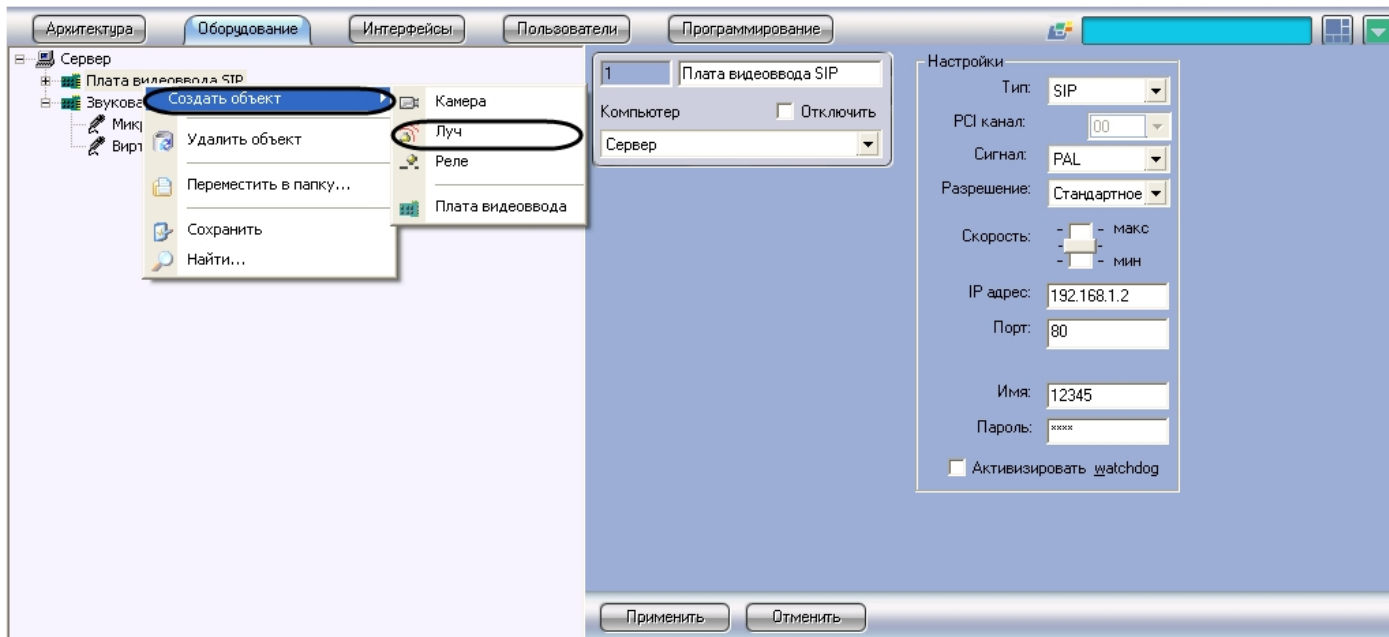 Архитектура
Оборудование
Интерфейсы
Пользователи
Программирование
Сервер
Плата видеоввода SIP
Создать объект
Удалить объект
Переместить в папку...
Сохранить
Найти...
Камера
Луч
Реле
Плата видеоввода
1
Плата видеоввода SIP
Компьютер
Отключить
Сервер
Настройки
Тип: SIP
PCI канал: 00
Сигнал: PAL
Разрешение: Стандартное
Скорость: - - макс
- -
- - мин
IP адрес: 192.168.1.2
Порт: 80
Имя: 12345
Пароль: ××××
Активизировать watchdog
Применить
Отменить